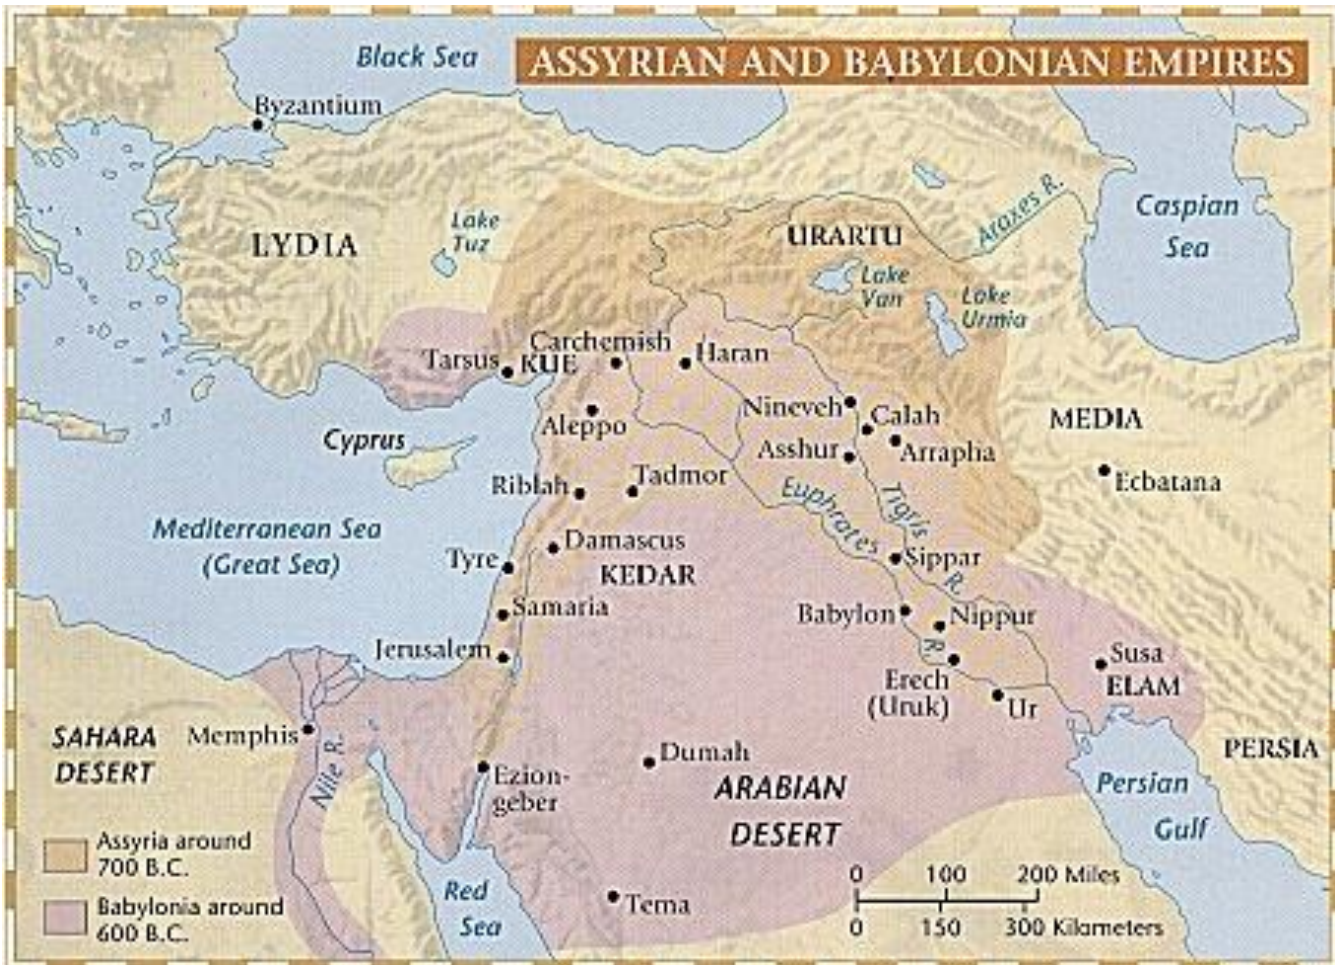 ASSYRIAN AND BABYLONIAN EMPIRES
Black Sea
Byzantium
Caspian
Sea
Araxes R.
Lake
Tuz
LYDIA
URARTU
Lake
Van
Lake
Urmia
Carchemish
Haran
Tarsus
KUE
Nineveh
Calah
MEDIA
Aleppo
Cyprus
Asshur
Arrapha
Ecbatana
Riblah
Tadmor
Euphrates
Tigris
Mediterranean Sea
(Great Sea)
Damascus
Tyre
KEDAR
Sippar
R.
Samaria
Babylon
Nippur
R.
Jerusalem
Susa
ELAM
Erech
(Uruk)
Ur
SAHARA
DESERT
Memphis
Nile R.
Dumah
PERSIA
Ezion-
geber
ARABIAN
DESERT
Persian
Gulf
Assyria around
700 B.C.
Red
Sea
Tema
Babylonia around
600 B.C.
0 100 200 Miles
0 150 300 Kilometers